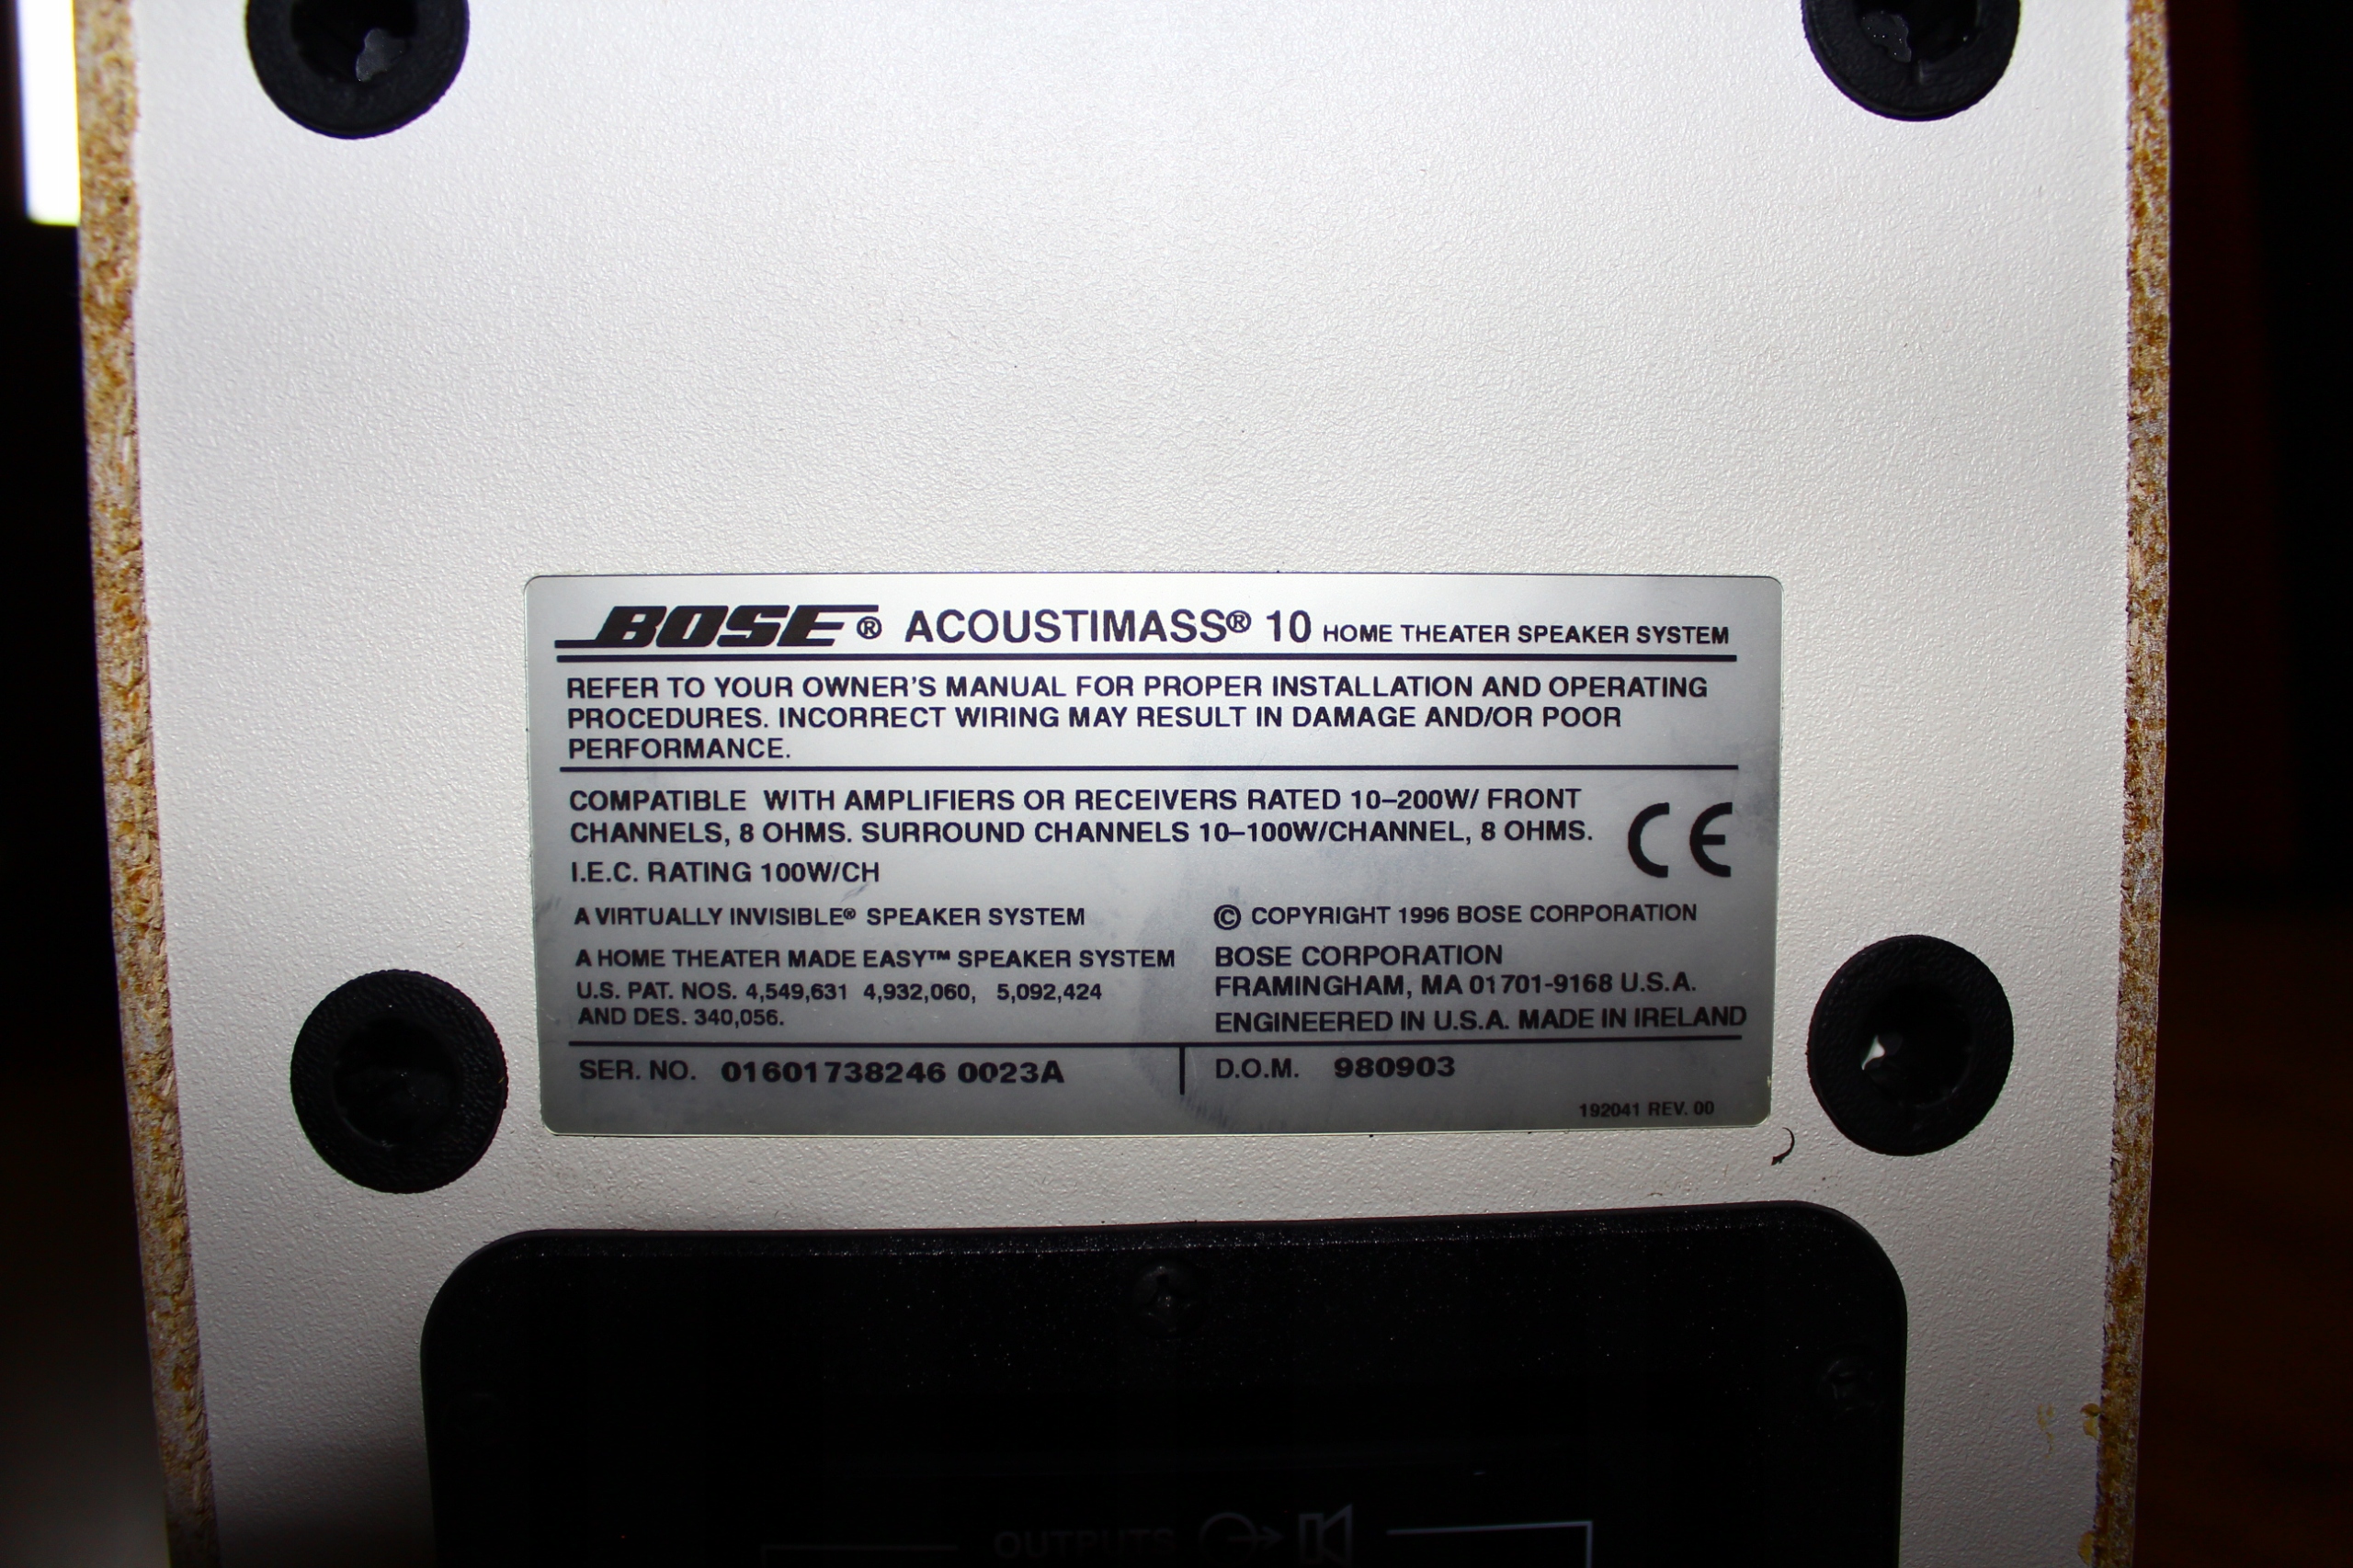 BOSE® ACOUSTIMASS® 10 HOME THEATER SPEAKER SYSTEM
REFER TO YOUR OWNER'S MANUAL FOR PROPER INSTALLATION AND OPERATING
PROCEDURES. INCORRECT WIRING MAY RESULT IN DAMAGE AND/OR POOR
PERFORMANCE.
COMPATIBLE WITH AMPLIFIERS OR RECEIVERS RATED 10–200W/ FRONT
CHANNELS, 8 OHMS. SURROUND CHANNELS 10–100W/CHANNEL, 8 OHMS.
CE
I.E.C. RATING 100W/CH
A VIRTUALLY INVISIBLE® SPEAKER SYSTEM
A HOME THEATER MADE EASY™ SPEAKER SYSTEM
U.S. PAT. NOS. 4,549,631 4,932,060, 5,092,424
AND DES. 340,056.
© COPYRIGHT 1996 BOSE CORPORATION
BOSE CORPORATION
FRAMINGHAM, MA 01701-9168 U.S.A.
ENGINEERED IN U.S.A. MADE IN IRELAND
SER. NO. 01601738246 0023A
D.O.M. 980903
192041 REV. 00
OUTPUTS